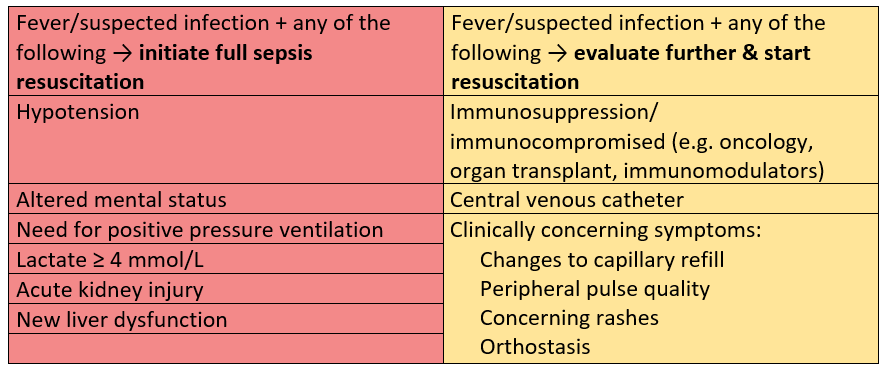 Fever/suspected infection + any of the
following → initiate full sepsis
resuscitation
Fever/suspected infection + any of the
following → evaluate further & start
resuscitation
Hypotension
Immunosuppression/
immunocompromised (e.g. oncology,
organ transplant, immunomodulators)
Altered mental status
Central venous catheter
Need for positive pressure ventilation
Lactate ≥ 4 mmol/L
Acute kidney injury
New liver dysfunction
Clinically concerning symptoms:
Changes to capillary refill
Peripheral pulse quality
Concerning rashes
Orthostasis